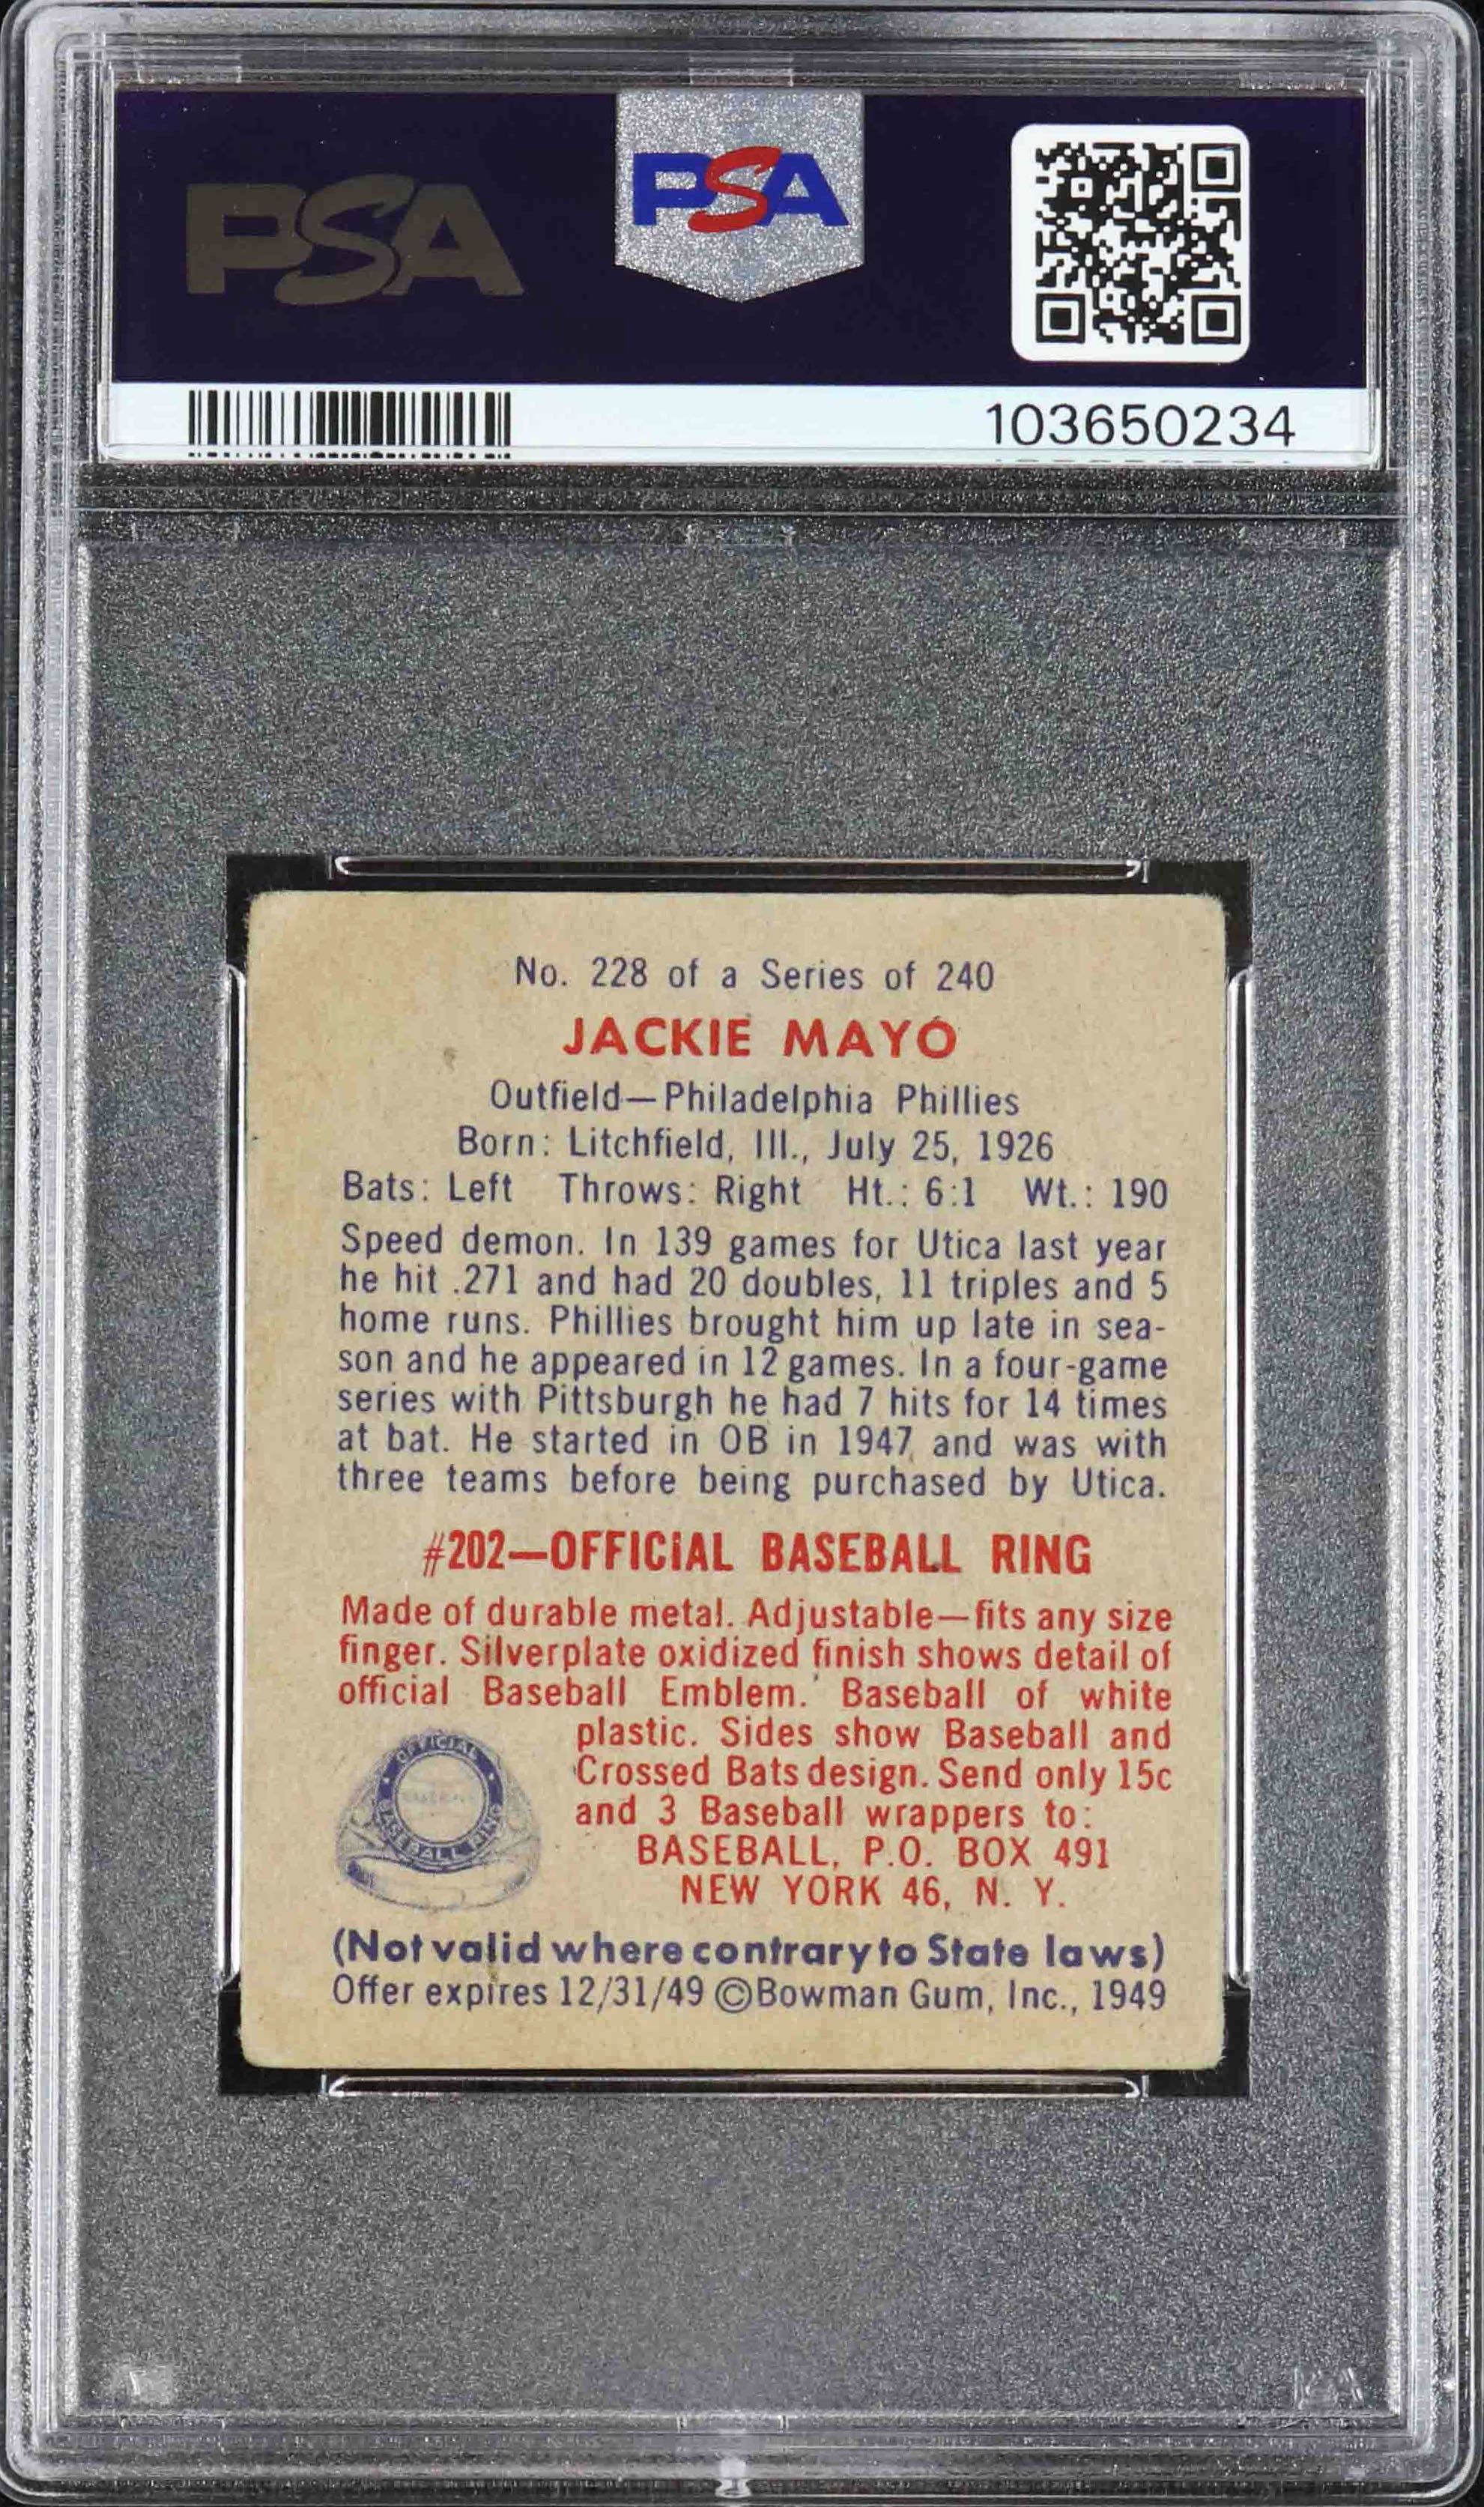 PSA
PSA
103650234
No. 228 of a Series of 240
JACKIE MAYO
Outfield—Philadelphia Phillies
Born: Litchfield, Ill., July 25, 1926
Bats: Left Throws: Right Ht.: 6:1 Wt.: 190
Speed demon. In 139 games for Utica last year
he hit .271 and had 20 doubles, 11 triples and 5
home runs. Phillies brought him up late in sea-
son and he appeared in 12 games. In a four-game
series with Pittsburgh he had 7 hits for 14 times
at bat. He started in OB in 1947 and was with
three teams before being purchased by Utica.
#202—OFFICIAL BASEBALL RING
Made of durable metal. Adjustable—fits any size
finger. Silverplate oxidized finish shows detail of
official Baseball Emblem. Baseball of white
plastic. Sides show Baseball and
Crossed Bats design. Send only 15c
and 3 Baseball wrappers to:
BASEBALL, P.O. BOX 491
NEW YORK 46, N. Y.
OFFICIAL
BASEBALL RING
(Not valid where contrary to State laws)
Offer expires 12/31/49 ©Bowman Gum, Inc., 1949